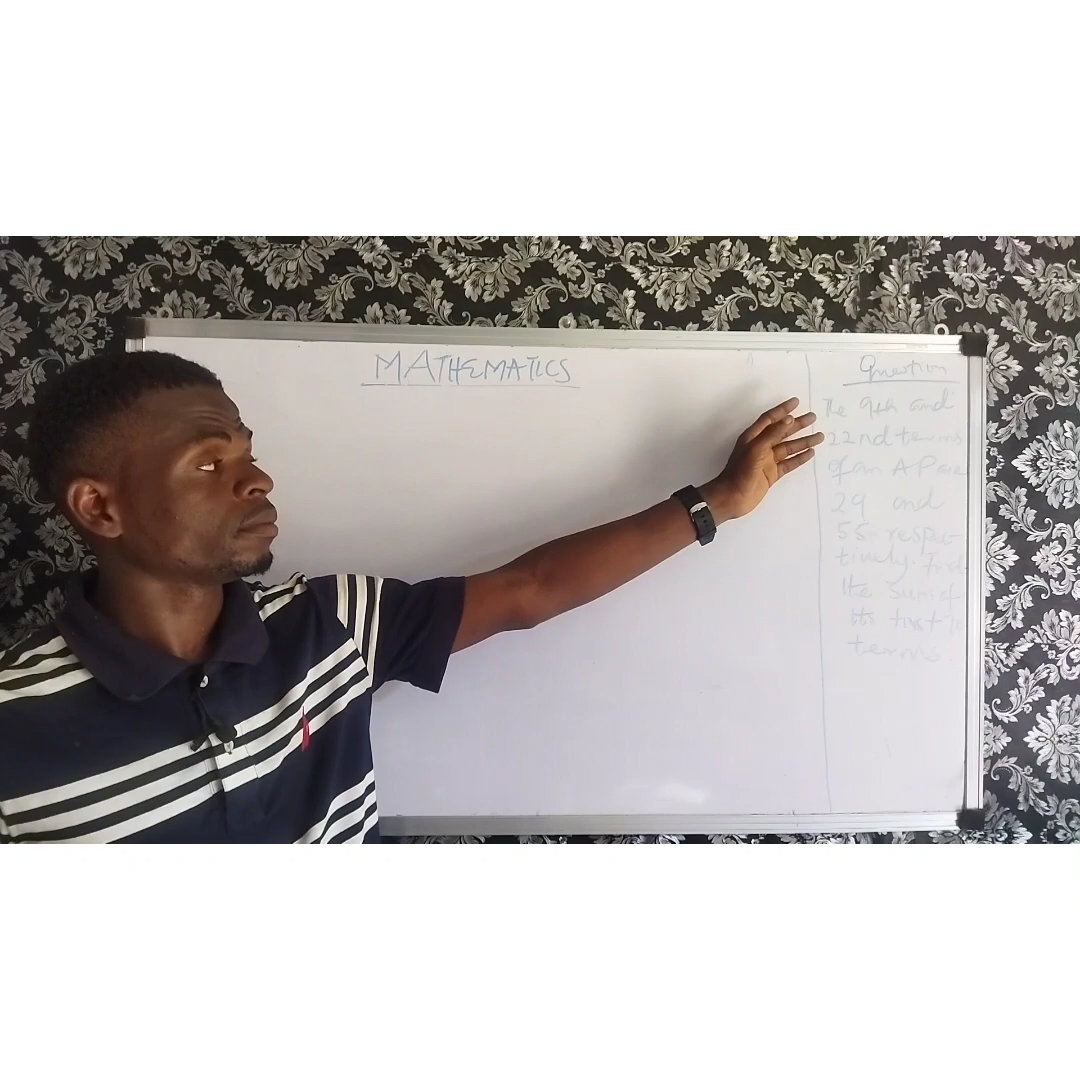 MATHEMATICS
Question
The 9th and
22nd terms
of an AP are
29 and
55 respec-
tively. Find
the sum of
its first
terms